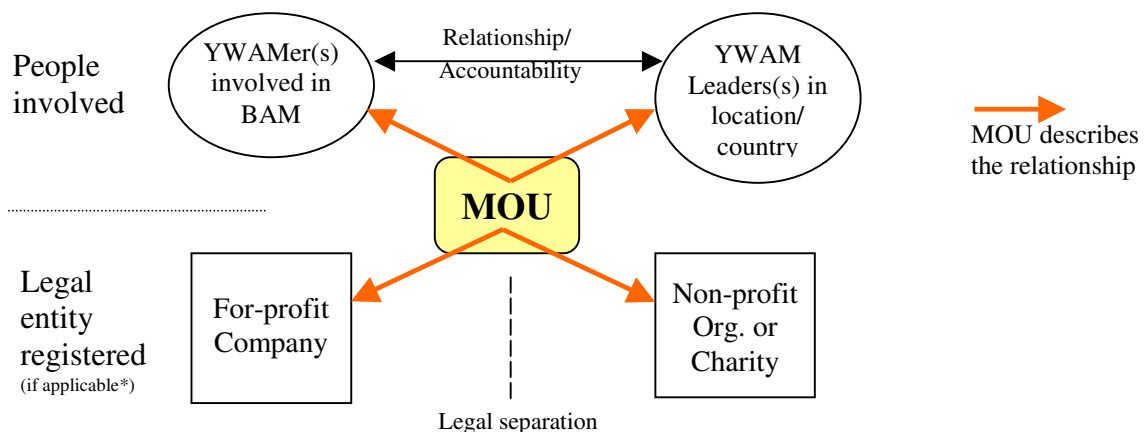 People
involved
YWAMer(s)
involved in
BAM
Relationship/
Accountability
YWAM
Leaders(s) in
location/
country
MOU describes
the relationship
MOU
Legal
entity
registered
(if applicable*)
For-profit
Company
Non-profit
Org. or
Charity
Legal separation